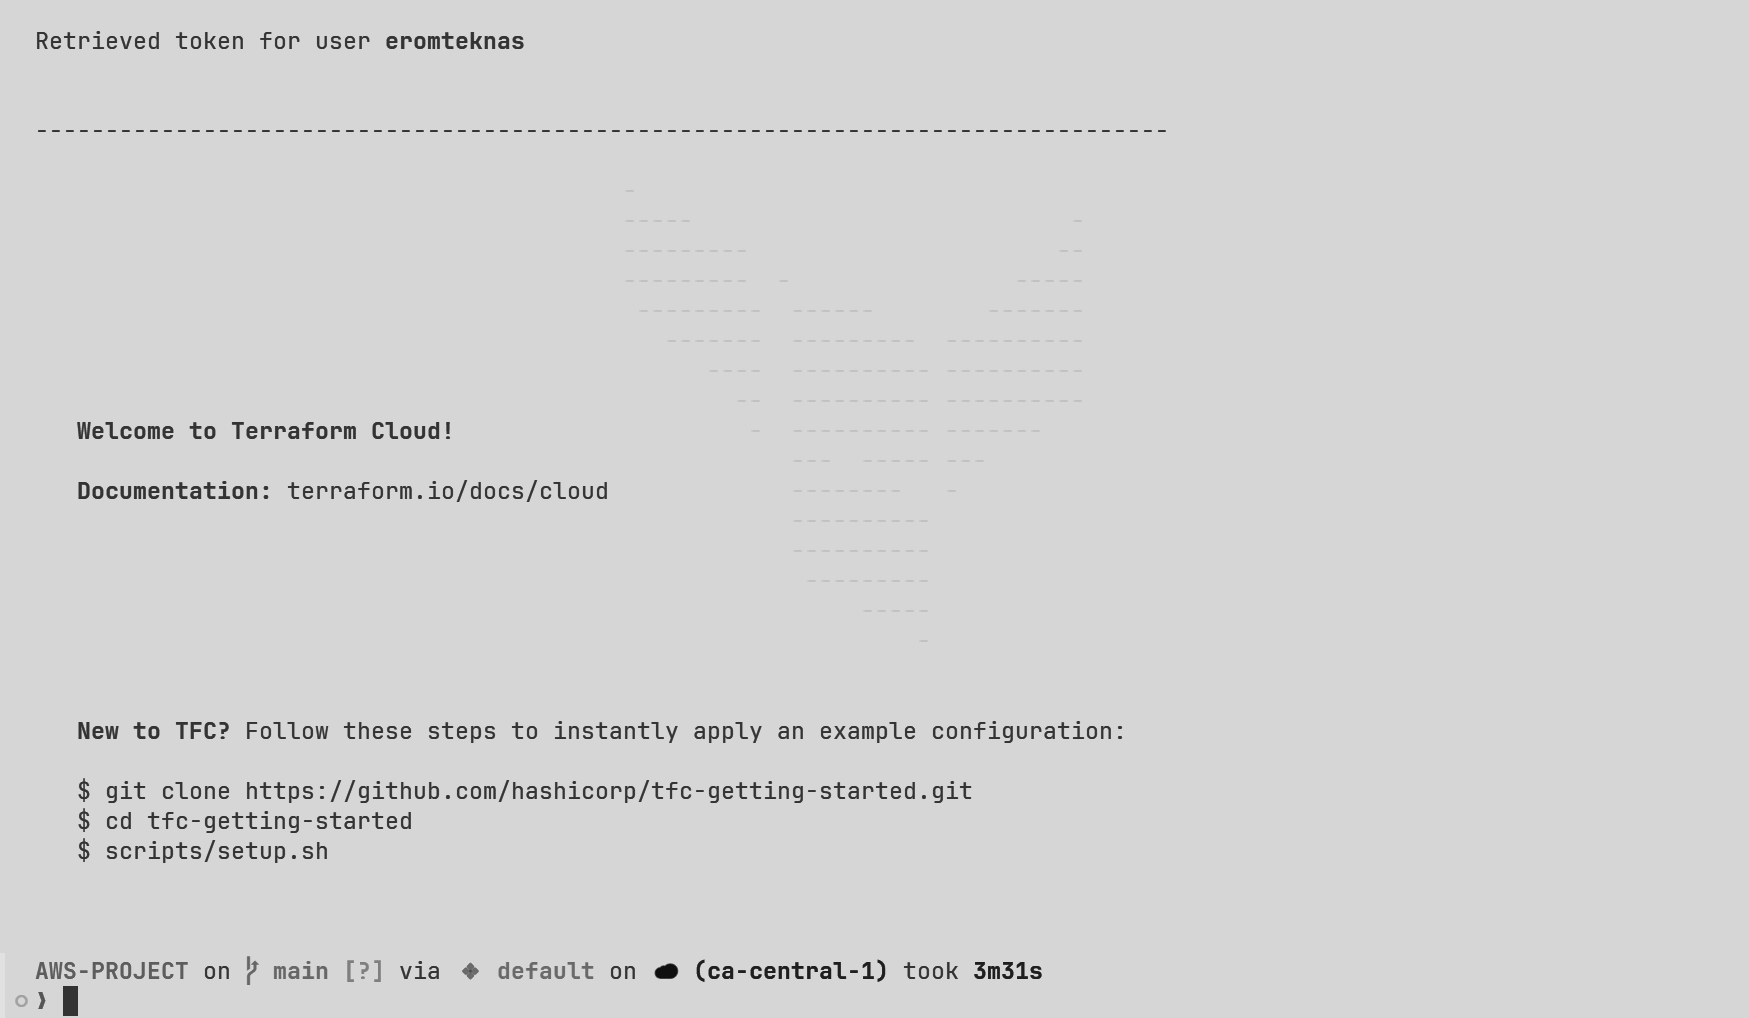 Retrieved token for user eromteknas
---------------------------------------------------------------------------------
-
----- -
--------- --
--------- - -----
--------- ------ -------
------- --------- ----------
---- ---------- ----------
-- ---------- ----------
Welcome to Terraform Cloud! - ---------- -------
--- ----- ---
Documentation: terraform.io/docs/cloud -------- -
----------
----------
---------
-----
-
New to TFC? Follow these steps to instantly apply an example configuration:
$ git clone https://github.com/hashicorp/tfc-getting-started.git
$ cd tfc-getting-started
$ scripts/setup.sh
AWS-PROJECT on main [?] via default on (ca-central-1) took 3m31s
❯